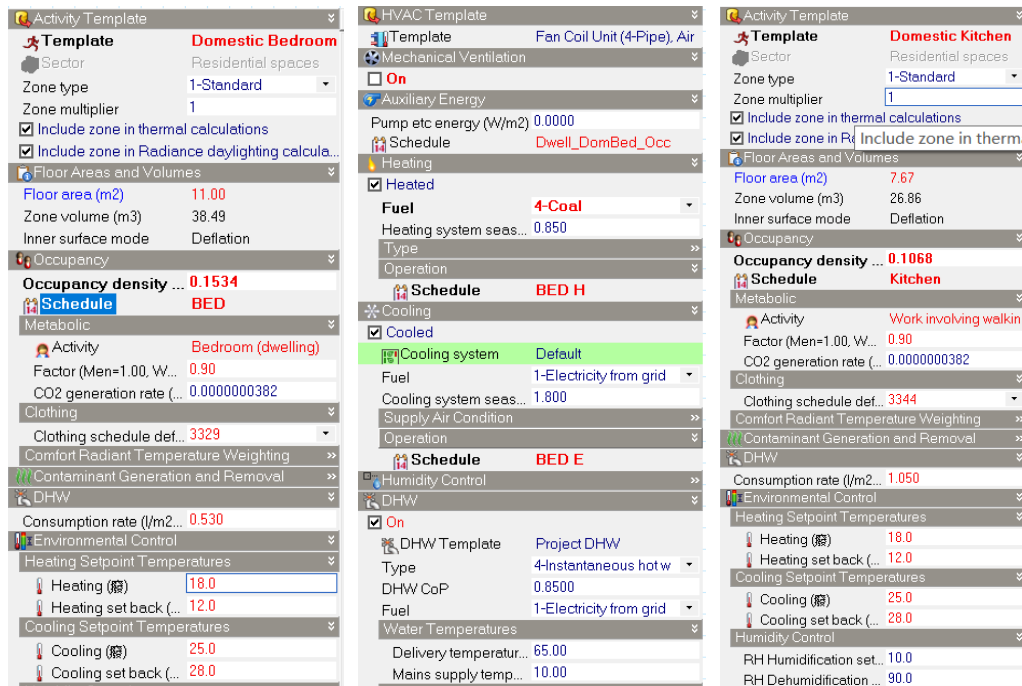 Activity Template
Template Domestic Bedroom
Sector Residential spaces
Zone type 1-Standard
Zone multiplier 1
Include zone in thermal calculations
Include zone in Radiance daylighting calcula...
Floor Areas and Volumes
Floor area (m2) 11.00
Zone volume (m3) 38.49
Inner surface mode Deflation
Occupancy
Occupancy density ... 0.1534
14 Schedule BED
Metabolic
Activity Bedroom (dwelling)
Factor (Men=1.00, W... 0.90
CO2 generation rate (... 0.0000000382
Clothing
Clothing schedule def... 3329
Comfort Radiant Temperature Weighting
Contaminant Generation and Removal
DHW
Consumption rate (l/m2... 0.530
Environmental Control
Heating Setpoint Temperatures
Heating (癈) 18.0
Heating set back (... 12.0
Cooling Setpoint Temperatures
Cooling (癈) 25.0
Cooling set back (... 28.0
HVAC Template
Template Fan Coil Unit (4-Pipe), Air
Mechanical Ventilation
On
Auxiliary Energy
Pump etc energy (W/m2) 0.0000
14 Schedule Dwell_DomBed_Occ
Heating
Heated
Fuel 4-Coal
Heating system seas... 0.850
Type
Operation
14 Schedule BED H
Cooling
Cooled
Cooling system Default
Fuel 1-Electricity from grid
Cooling system seas... 1.800
Supply Air Condition
Operation
14 Schedule BED E
Humidity Control
DHW
On
DHW Template Project DHW
Type 4-Instantaneous hot w
DHW CoP 0.8500
Fuel 1-Electricity from grid
Water Temperatures
Delivery temperatur... 65.00
Mains supply temp... 10.00
Activity Template
Template Domestic Kitchen
Sector Residential spaces
Zone type 1-Standard
Zone multiplier 1
Include zone in thermal calculations
Include zone in Ra Include zone in therm
Floor Areas and Volumes
Floor area (m2) 7.67
Zone volume (m3) 26.86
Inner surface mode Deflation
Occupancy
Occupancy density ... 0.1068
14 Schedule Kitchen
Metabolic
Activity Work involving walkin
Factor (Men=1.00, W... 0.90
CO2 generation rate (... 0.0000000382
Clothing
Clothing schedule def... 3344
Comfort Radiant Temperature Weighting
Contaminant Generation and Removal
DHW
Consumption rate (l/m2... 1.050
Environmental Control
Heating Setpoint Temperatures
Heating (癈) 18.0
Heating set back (... 12.0
Cooling Setpoint Temperatures
Cooling (癈) 25.0
Cooling set back (... 28.0
Humidity Control
RH Humidification set... 10.0
RH Dehumidification ... 90.0